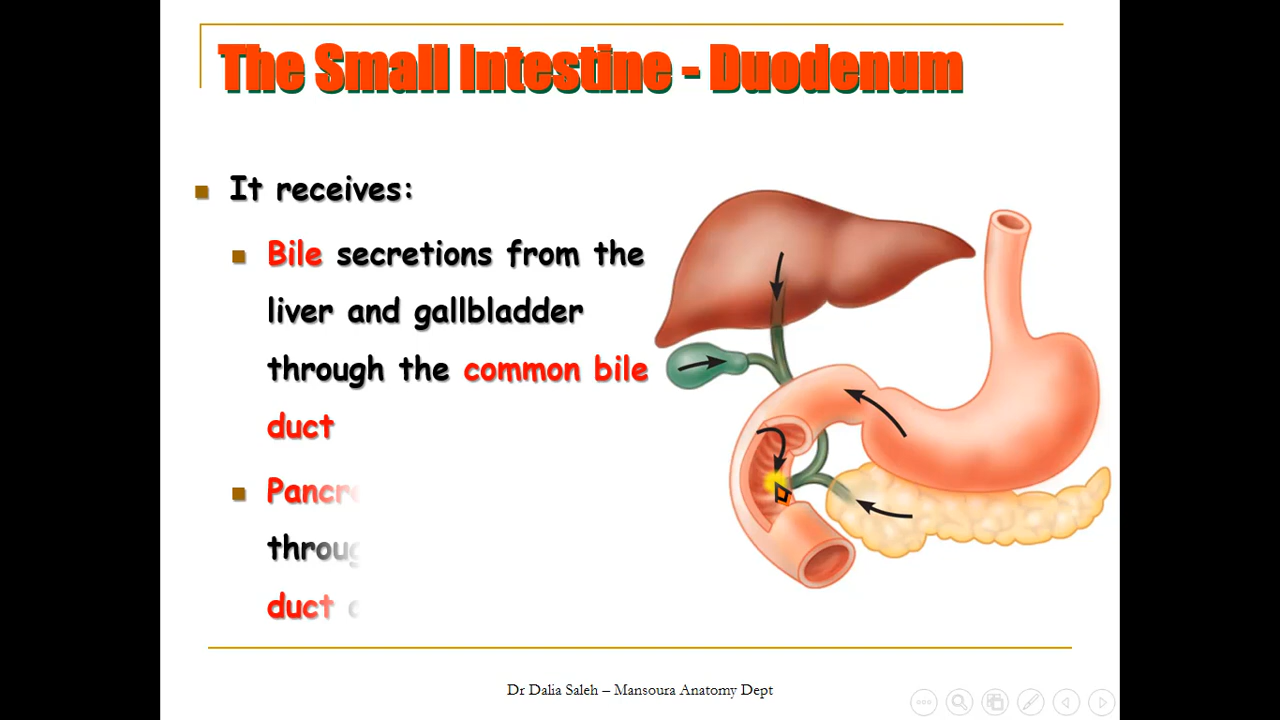 The Small Intestine - Duodenum
It receives:
Bile secretions from the
liver and gallbladder
through the common bile
duct
duct
Dr Dalia Saleh – Mansoura Anatomy Dept